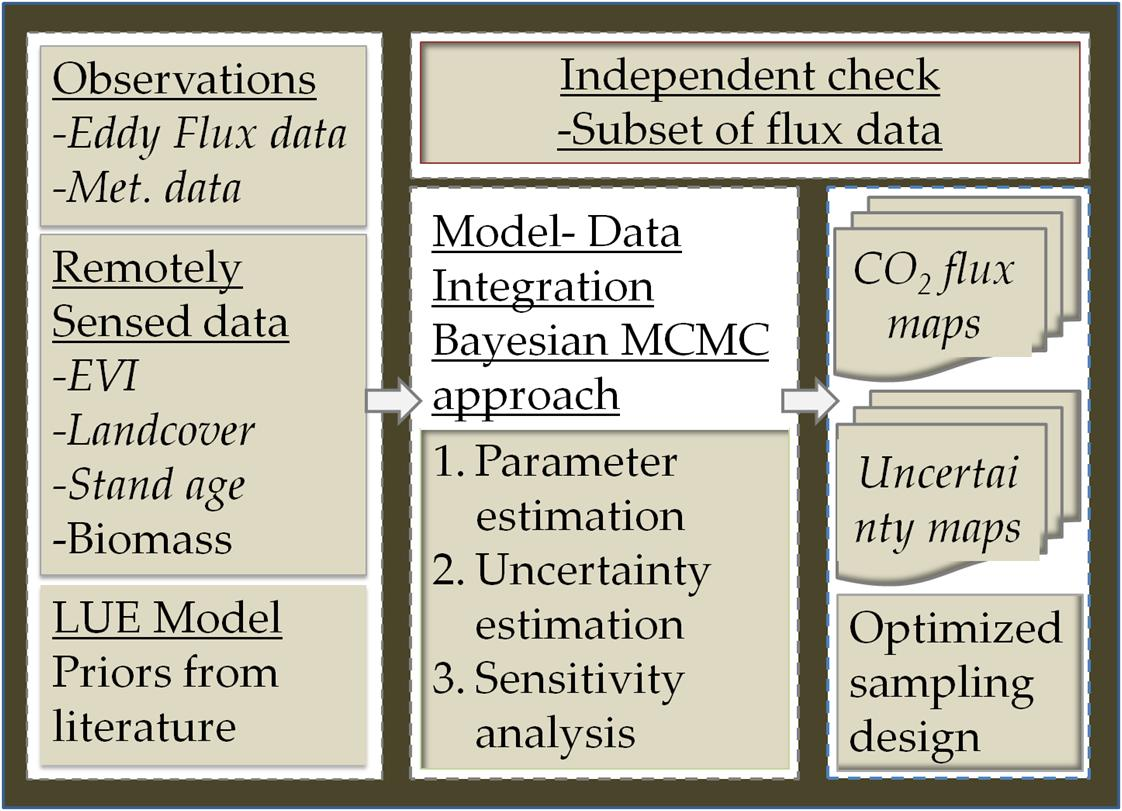 Observations
-Eddy Flux data
-Met. data
Remotely
Sensed data
-EVI
-Landcover
-Stand age
-Biomass
LUE Model
Priors from
literature
Independent check
-Subset of flux data
Model- Data
Integration
Bayesian MCMC
approach
1. Parameter
estimation
2. Uncertainty
estimation
3. Sensitivity
analysis
CO₂ flux
maps
Uncertai
nty maps
Optimized
sampling
design